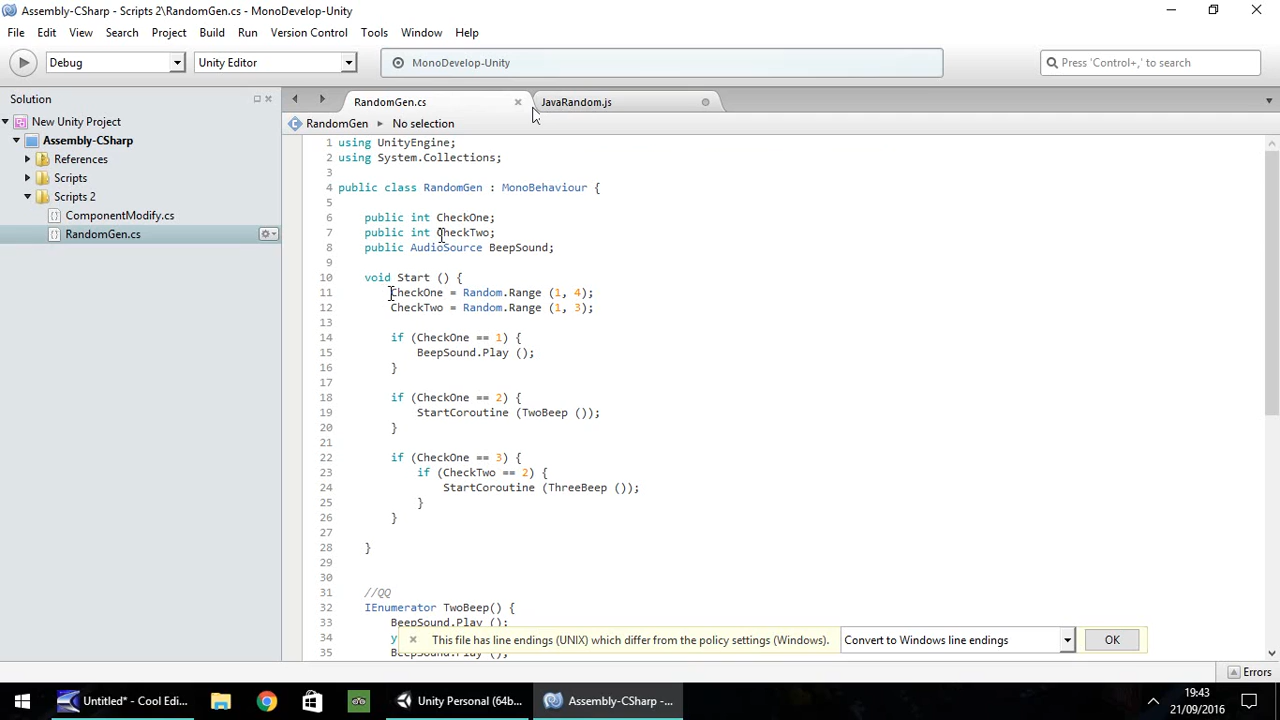 Assembly-CSharp - Scripts 2\RandomGen.cs - MonoDevelop-Unity
File Edit View Search Project Build Run Version Control Tools Window Help
Debug Unity Editor MonoDevelop-Unity Press 'Control+,' to search
Solution RandomGen.cs JavaRandom.js
New Unity Project RandomGen No selection
Assembly-CSharp
References
Scripts
Scripts 2
ComponentModify.cs
RandomGen.cs
1 using UnityEngine;
2 using System.Collections;
3
4 public class RandomGen : MonoBehaviour {
5
6 public int CheckOne;
7 public int CheckTwo;
8 public AudioSource BeepSound;
9
10 void Start () {
11 CheckOne = Random.Range (1, 4);
12 CheckTwo = Random.Range (1, 3);
13
14 if (CheckOne == 1) {
15 BeepSound.Play ();
16 }
17
18 if (CheckOne == 2) {
19 StartCoroutine (TwoBeep ());
20 }
21
22 if (CheckOne == 3) {
23 if (CheckTwo == 2) {
24 StartCoroutine (ThreeBeep ());
25 }
26 }
27
28 }
29
30
31 //QQ
32 IEnumerator TwoBeep() {
33 BeepSound.Play ();
34 y
35 BeepSound.Play ();
This file has line endings (UNIX) which differ from the policy settings (Windows). Convert to Windows line endings OK
Errors
Untitled* - Cool Edi... Unity Personal (64b... Assembly-CSharp -... 19:43
21/09/2016